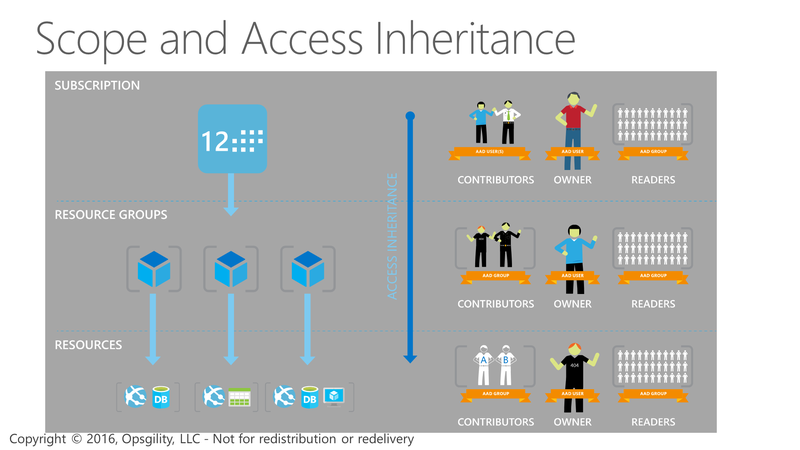 Scope and Access Inheritance
SUBSCRIPTION
12
ACCESS INHERITANCE
AAD USER(S)
AAD USER
AAD GROUP
CONTRIBUTORS
OWNER
READERS
RESOURCE GROUPS
AAD GROUP
AAD USER
AAD GROUP
CONTRIBUTORS
OWNER
READERS
RESOURCES
DB
DB
A
B
404
AAD GROUP
AAD USER
AAD GROUP
CONTRIBUTORS
OWNER
READERS
Copyright © 2016, Opsgility, LLC - Not for redistribution or redelivery